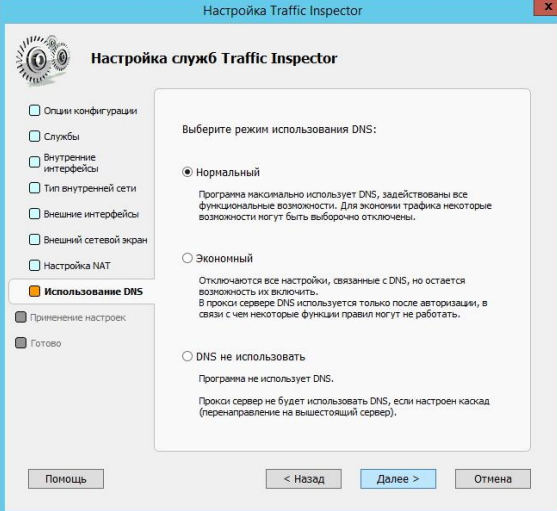 Настройка Traffic Inspector
x
Настройка служб Traffic Inspector
Опции конфигурации
Службы
Внутренние
интерфейсы
Тип внутренней сети
Внешние интерфейсы
Внешний сетевой экран
Настройка NAT
Использование DNS
Применение настроек
Готово
Выберите режим использования DNS:
Нормальный
Программа максимально использует DNS, задействованы все
функциональные возможности. Для экономии трафика некоторые
возможности могут быть выборочно отключены.
Экономный
Отключаются все настройки, связанные с DNS, но остается
возможность их включить.
В прокси сервере DNS используется только после авторизации, в
связи с чем некоторые функции правил могут не работать.
DNS не использовать
Программа не использует DNS.
Прокси сервер не будет использовать DNS, если настроен каскад
(перенаправление на вышестоящий сервер).
Помощь
< Назад
Далее >
Отмена